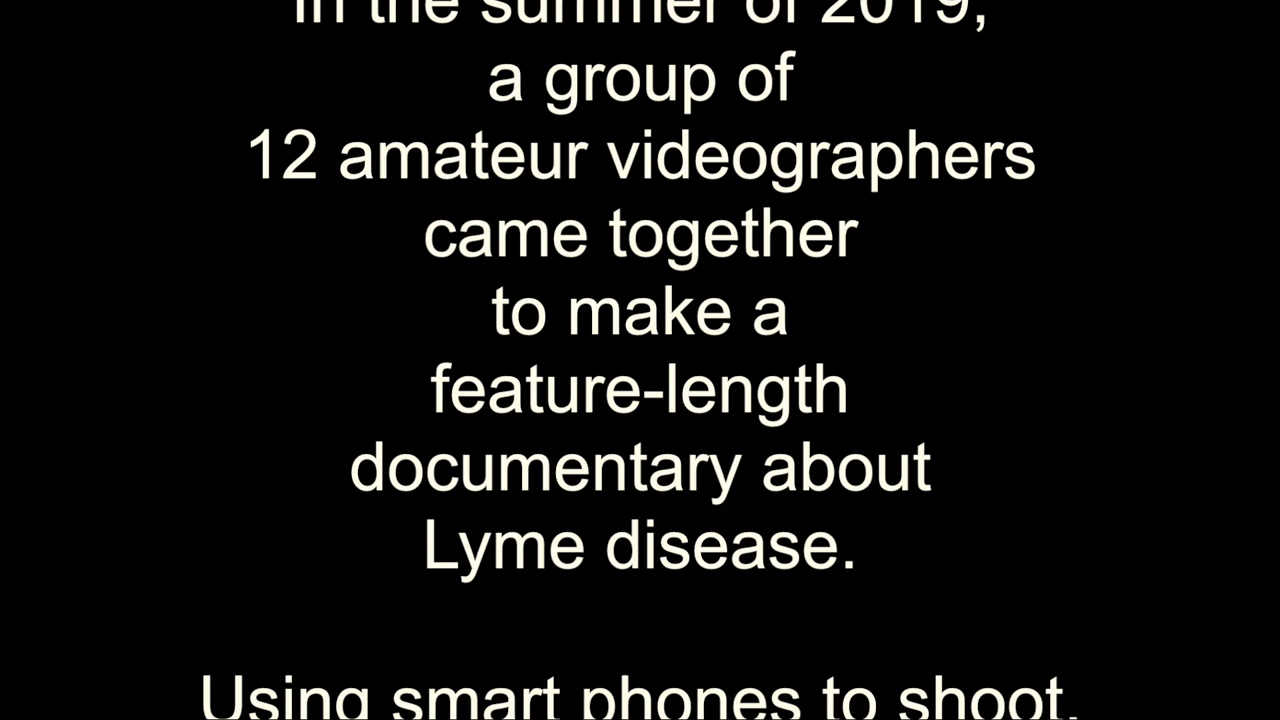 In the summer of 2019,
a group of
12 amateur videographers
came together
to make a
feature-length
documentary about
Lyme disease.
Using smart phones to shoot,